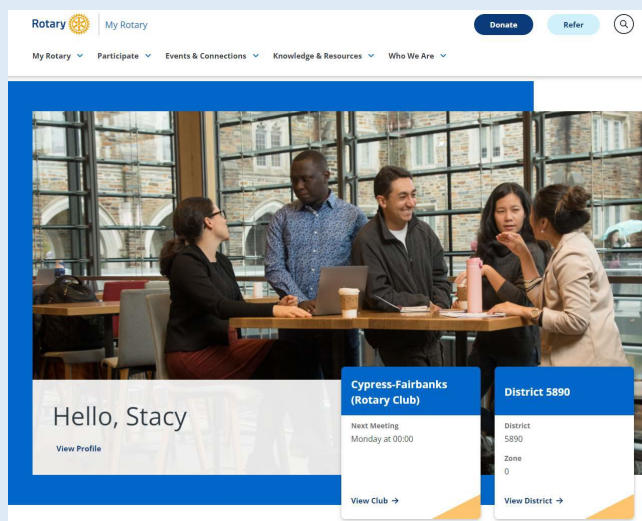 Rotary
My Rotary
Donate
Refer
My Rotary
Participate
Events & Connections
Knowledge & Resources
Who We Are
Hello, Stacy
View Profile
Cypress-Fairbanks
(Rotary Club)
Next Meeting
Monday at 00:00
View Club →
District 5890
District
5890
Zone
0
View District →